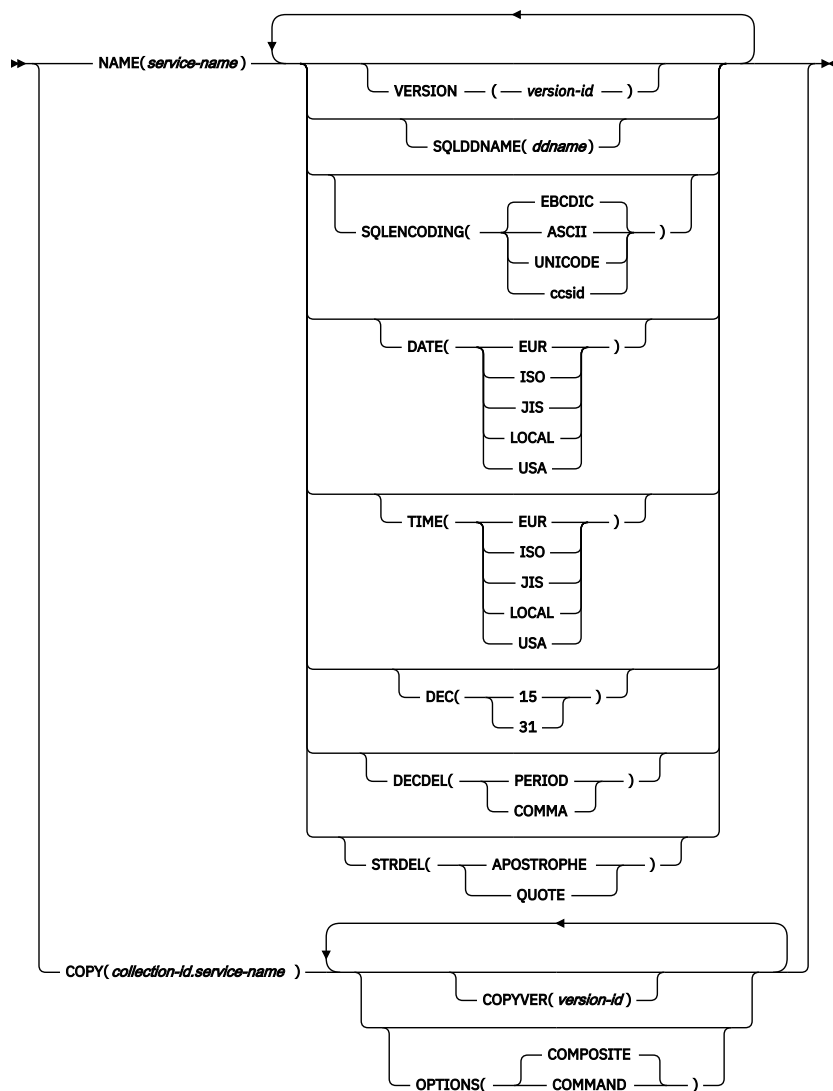 NAME( service-name )
VERSION ( version-id )
SQLDDNAME( ddname )
EBCDIC
SQLENCODING( ASCII )
UNICODE
ccsid
DATE( EUR )
ISO
JIS
LOCAL
USA
TIME( EUR )
ISO
JIS
LOCAL
USA
DEC( 15 )
31
DECDEL( PERIOD )
COMMA
STRDEL( APOSTROPHE )
QUOTE
COPY( collection-id.service-name )
COPYVER( version-id )
COMPOSITE
OPTIONS( COMMAND )